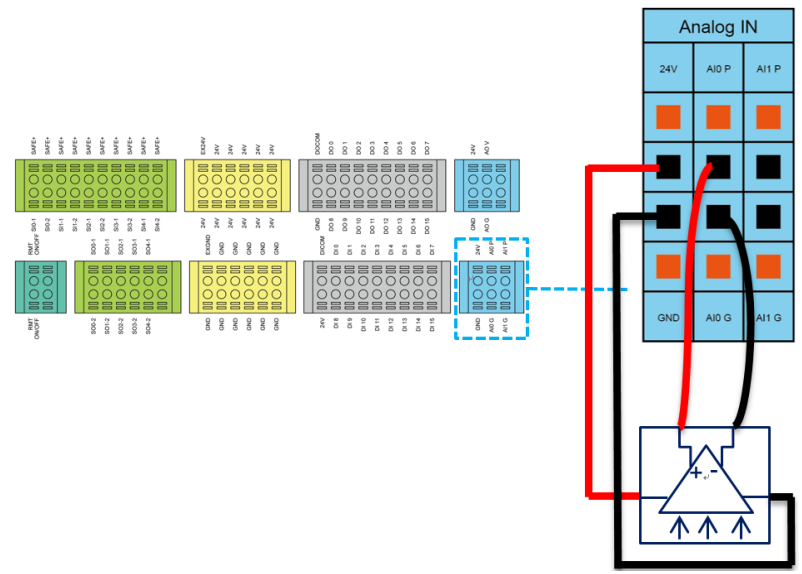 Analog IN
24V AI0 P AI1 P
GND AI0 G AI1 G
SAFE+ SAFE+ SAFE+ SAFE+ SAFE+ SAFE+ SAFE+ SAFE+ SAFE+ SAFE+
SI0-1 SI0-2 SI1-1 SI1-2 SI2-1 SI2-2 SI3-1 SI3-2 SI4-1 SI4-2
EX24V 24V 24V 24V 24V 24V
24V 24V 24V 24V 24V 24V
DOCOM DO 0 DO 1 DO 2 DO 3 DO 4 DO 5 DO 6 DO 7
GND DO 8 DO 9 DO 10 DO 11 DO 12 DO 13 DO 14 DO 15
24V AO V
GND AO G
RMT
ON/OFF
RMT
ON/OFF
SO0-1 SO1-1 SO2-1 SO3-1 SO4-1
SO0-2 SO1-2 SO2-2 SO3-2 SO4-2
EXGND GND GND GND GND GND
GND GND GND GND GND GND
DICOM DI 0 DI 1 DI 2 DI 3 DI 4 DI 5 DI 6 DI 7
24V DI 8 DI 9 DI 10 DI 11 DI 12 DI 13 DI 14 DI 15
24V AI0 P AI1 P
GND AI0 G AI1 G
+ -